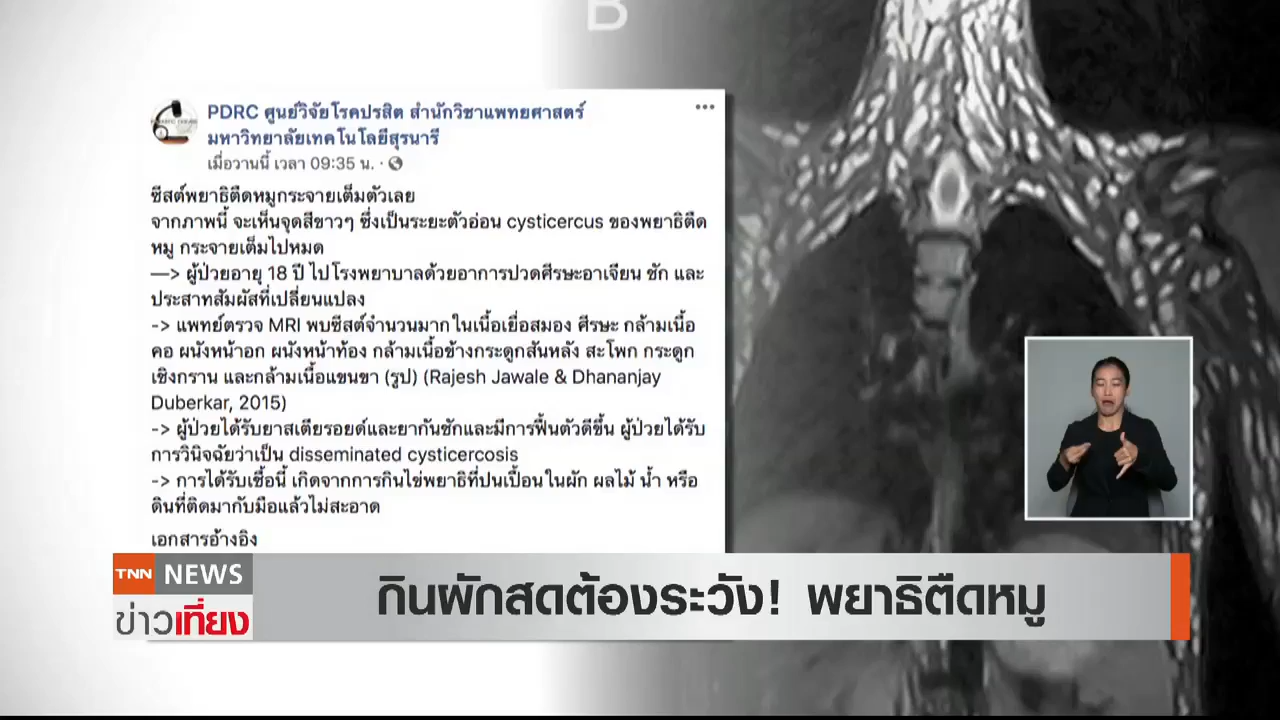 B
PDRC ศูนย์วิจัยโรคปรสิต สำนักวิชาแพทยศาสตร์
มหาวิทยาลัยเทคโนโลยีสุรนารี
เมื่อวานนี้ เวลา 09:35 น. ·
ซีสต์พยาธิตืดหมูกระจายเต็มตัวเลย
จากภาพนี้ จะเห็นจุดสีขาวๆ ซึ่งเป็นระยะตัวอ่อน cysticercus ของพยาธิตืด
หมู กระจายเต็มไปหมด
—> ผู้ป่วยอายุ 18 ปี ไปโรงพยาบาลด้วยอาการปวดศีรษะอาเจียน ชัก และ
ประสาทสัมผัสที่เปลี่ยนแปลง
-> แพทย์ตรวจ MRI พบซีสต์จำนวนมากในเนื้อเยื่อสมอง ศีรษะ กล้ามเนื้อ
คอ ผนังหน้าอก ผนังหน้าท้อง กล้ามเนื้อข้างกระดูกสันหลัง สะโพก กระดูก
เชิงกราน และกล้ามเนื้อแขนขา (รูป) (Rajesh Jawale & Dhananjay
Duberkar, 2015)
-> ผู้ป่วยได้รับยาสเตียรอยด์และยากันชักและมีการฟื้นตัวดีขึ้น ผู้ป่วยได้รับ
การวินิจฉัยว่าเป็น disseminated cysticercosis
-> การได้รับเชื้อนี้ เกิดจากการกินไข่พยาธิที่ปนเปื้อนในผัก ผลไม้ น้ำ หรือ
ดินที่ติดมากับมือแล้วไม่สะอาด
เอกสารอ้างอิง
TNN NEWS
ข่าวเที่ยง
กินผักสดต้องระวัง! พยาธิตืดหมู